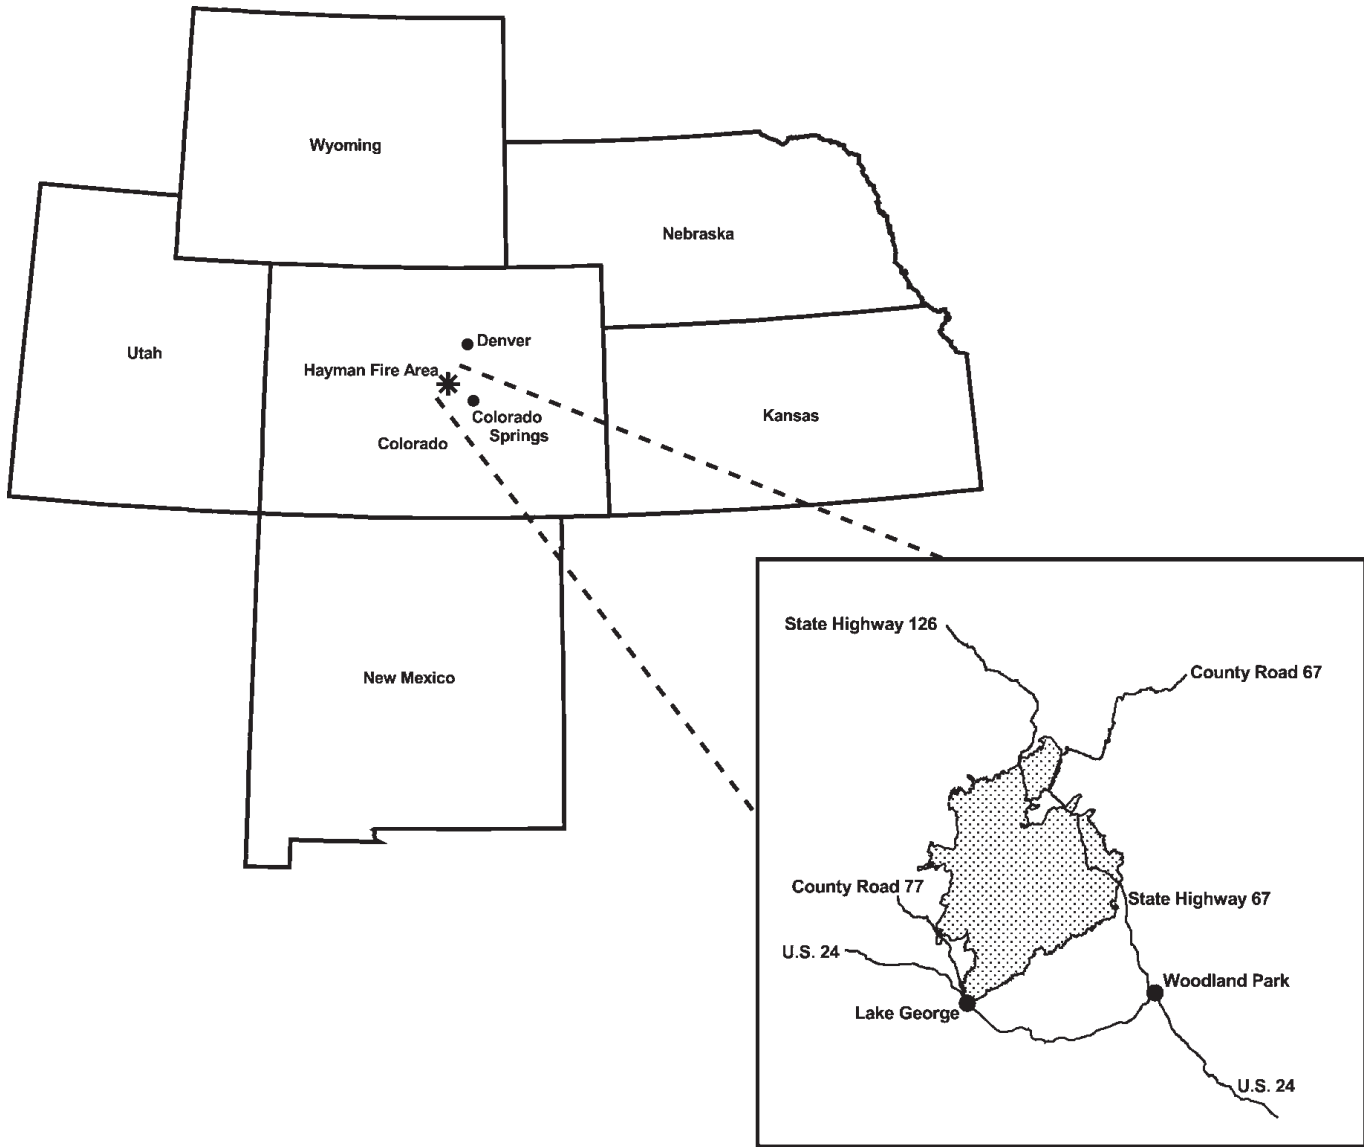 Wyoming
Nebraska
Utah
Denver
Hayman Fire Area
Colorado
Springs
Colorado
Kansas
New Mexico
State Highway 126
County Road 67
County Road 77
State Highway 67
U.S. 24
Woodland Park
Lake George
U.S. 24